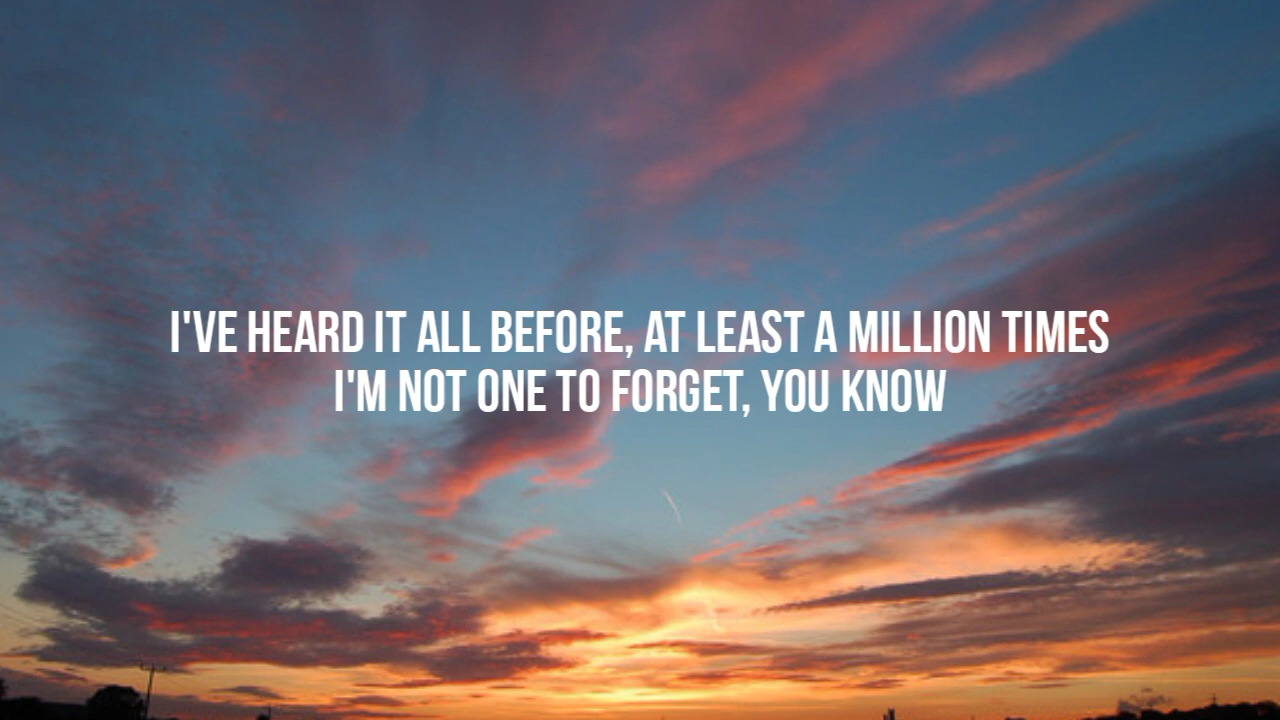 I'VE HEARD IT ALL BEFORE, AT LEAST A MILLION TIMES
I'M NOT ONE TO FORGET, YOU KNOW